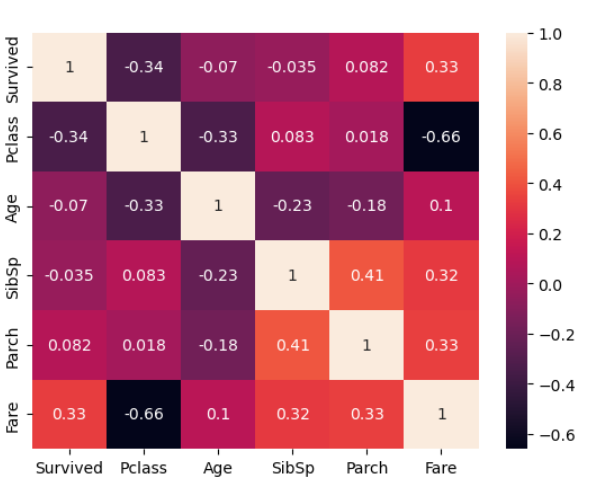 Survived 1 -0.34 -0.07 -0.035 0.082 0.33
Pclass -0.34 1 -0.33 0.083 0.018 -0.66
Age -0.07 -0.33 1 -0.23 -0.18 0.1
SibSp -0.035 0.083 -0.23 1 0.41 0.32
Parch 0.082 0.018 -0.18 0.41 1 0.33
Fare 0.33 -0.66 0.1 0.32 0.33 1
Survived Pclass Age SibSp Parch Fare
1.0
0.8
0.6
0.4
0.2
0.0
−0.2
−0.4
−0.6